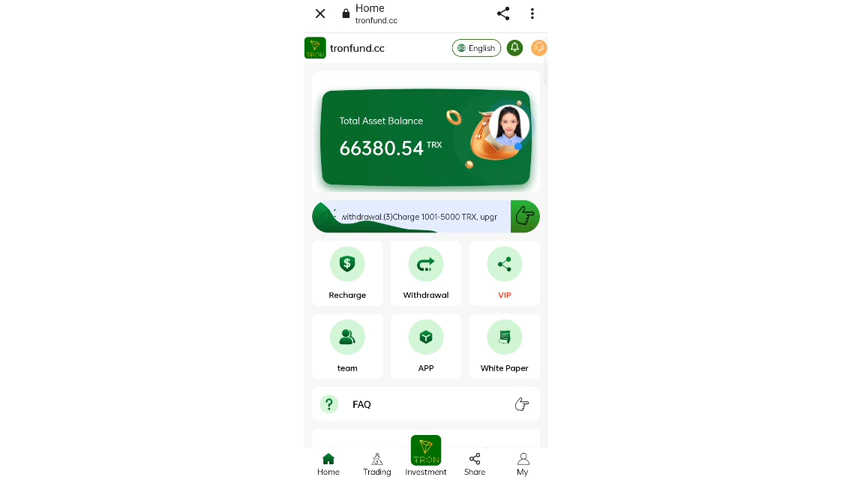 Home
tronfund.cc
TRON
tronfund.cc
English
Total Asset Balance
66380.54 TRX
withdrawal.(3)Charge 1001-5000 TRX, upgr
Recharge
Withdrawal
VIP
team
APP
White Paper
? FAQ
TRON
Home
Trading
Investment
Share
My